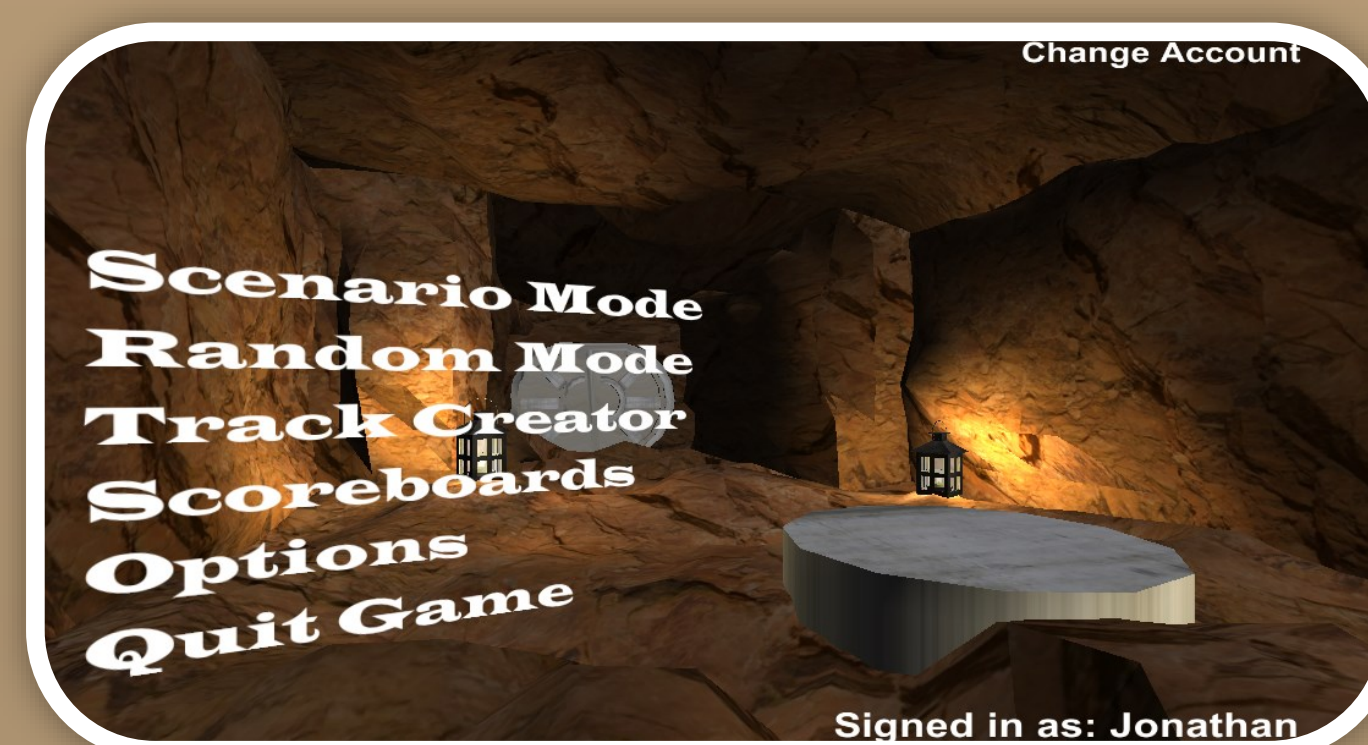 Change Account
Scenario Mode
Random Mode
Track Creator
Scoreboards
Options
Quit Game
Signed in as: Jonathan